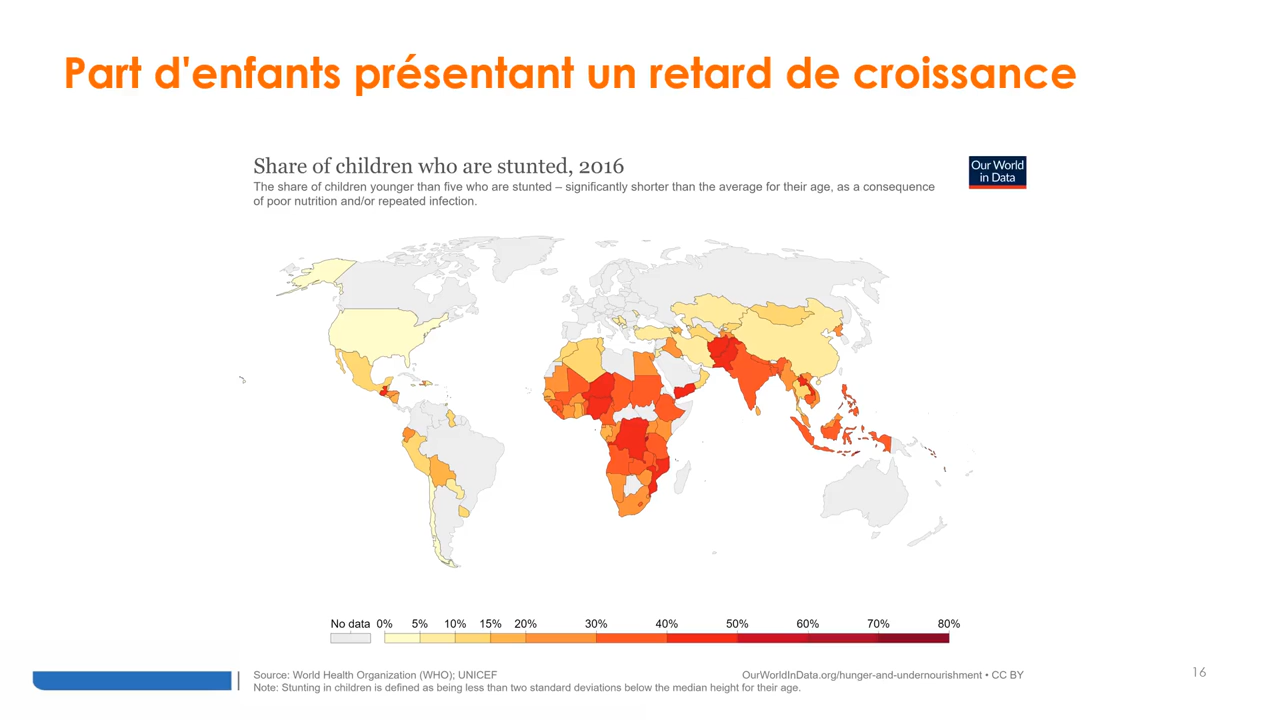 Part d'enfants présentant un retard de croissance
Share of children who are stunted, 2016
The share of children younger than five who are stunted – significantly shorter than the average for their age, as a consequence
of poor nutrition and/or repeated infection.
Our World
in Data
No data 0% 5% 10% 15% 20% 30% 40% 50% 60% 70% 80%
Source: World Health Organization (WHO); UNICEF
OurWorldInData.org/hunger-and-undernourishment • CC BY
Note: Stunting in children is defined as being less than two standard deviations below the median height for their age.
16